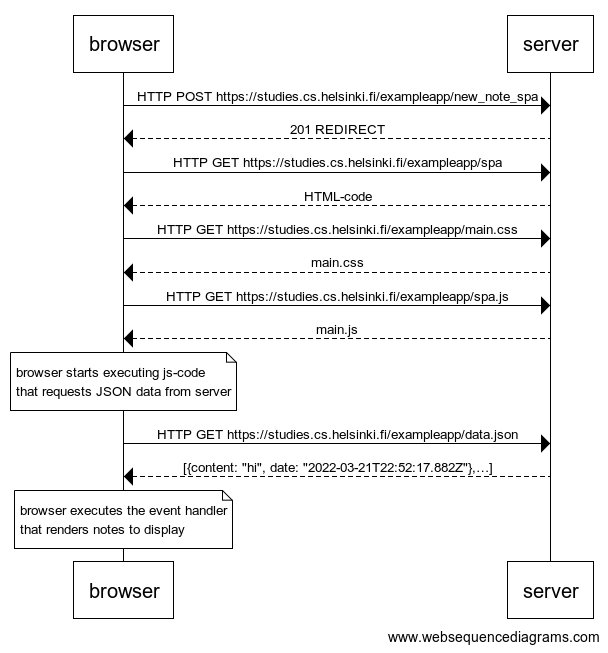 browser
server
HTTP POST https://studies.cs.helsinki.fi/exampleapp/new_note_spa
201 REDIRECT
HTTP GET https://studies.cs.helsinki.fi/exampleapp/spa
HTML-code
HTTP GET https://studies.cs.helsinki.fi/exampleapp/main.css
main.css
HTTP GET https://studies.cs.helsinki.fi/exampleapp/spa.js
main.js
browser starts executing js-code
that requests JSON data from server
HTTP GET https://studies.cs.helsinki.fi/exampleapp/data.json
[{content: "hi", date: "2022-03-21T22:52:17.882Z"},…]
browser executes the event handler
that renders notes to display
browser
server
www.websequencediagrams.com